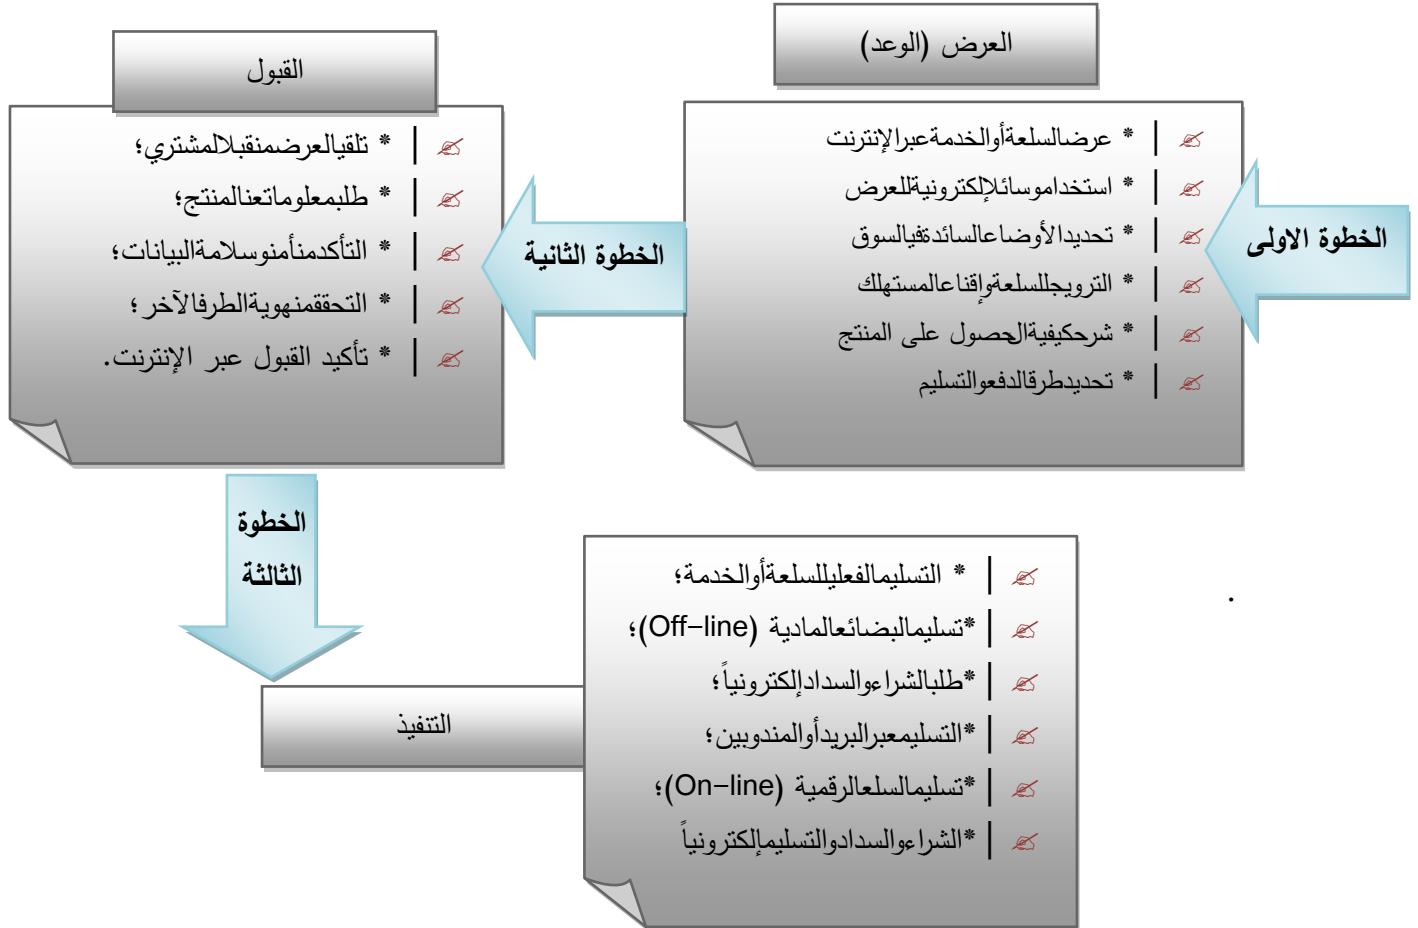 العرض (الوعد)
الخطوة الاولى
* عرضالسلعةأوالخدمةعبرالإنترنت
* استخداموسائلالإلكترونيةللعرض
* تحديدالأوضاعالسائدةفيالسوق
* الترويجللسلعةوإقناعالمستهلك
* شرحكيفيةالحصول على المنتج
* تحديدطرقالدفعوالتسليم
الخطوة الثانية
القبول
* تلقيالعرضمنقبلالمشتري؛
* طلبمعلوماتعنالمنتج؛
* التأكدمنأمنوسلامةالبيانات؛
* التحققمنهويةالطرفالآخر؛
* تأكيد القبول عبر الإنترنت.
الخطوة
الثالثة
التنفيذ
* التسليمالفعليللسلعةأوالخدمة؛
*تسليمالبضائعالمادية (Off-line)؛
*طلبالشراءوالسدادإلكترونياً؛
*التسليمعبرالبريدأوالمندوبين؛
*تسليمالسلعالرقمية (On-line)؛
*الشراءوالسدادوالتسليمإلكترونياً
.